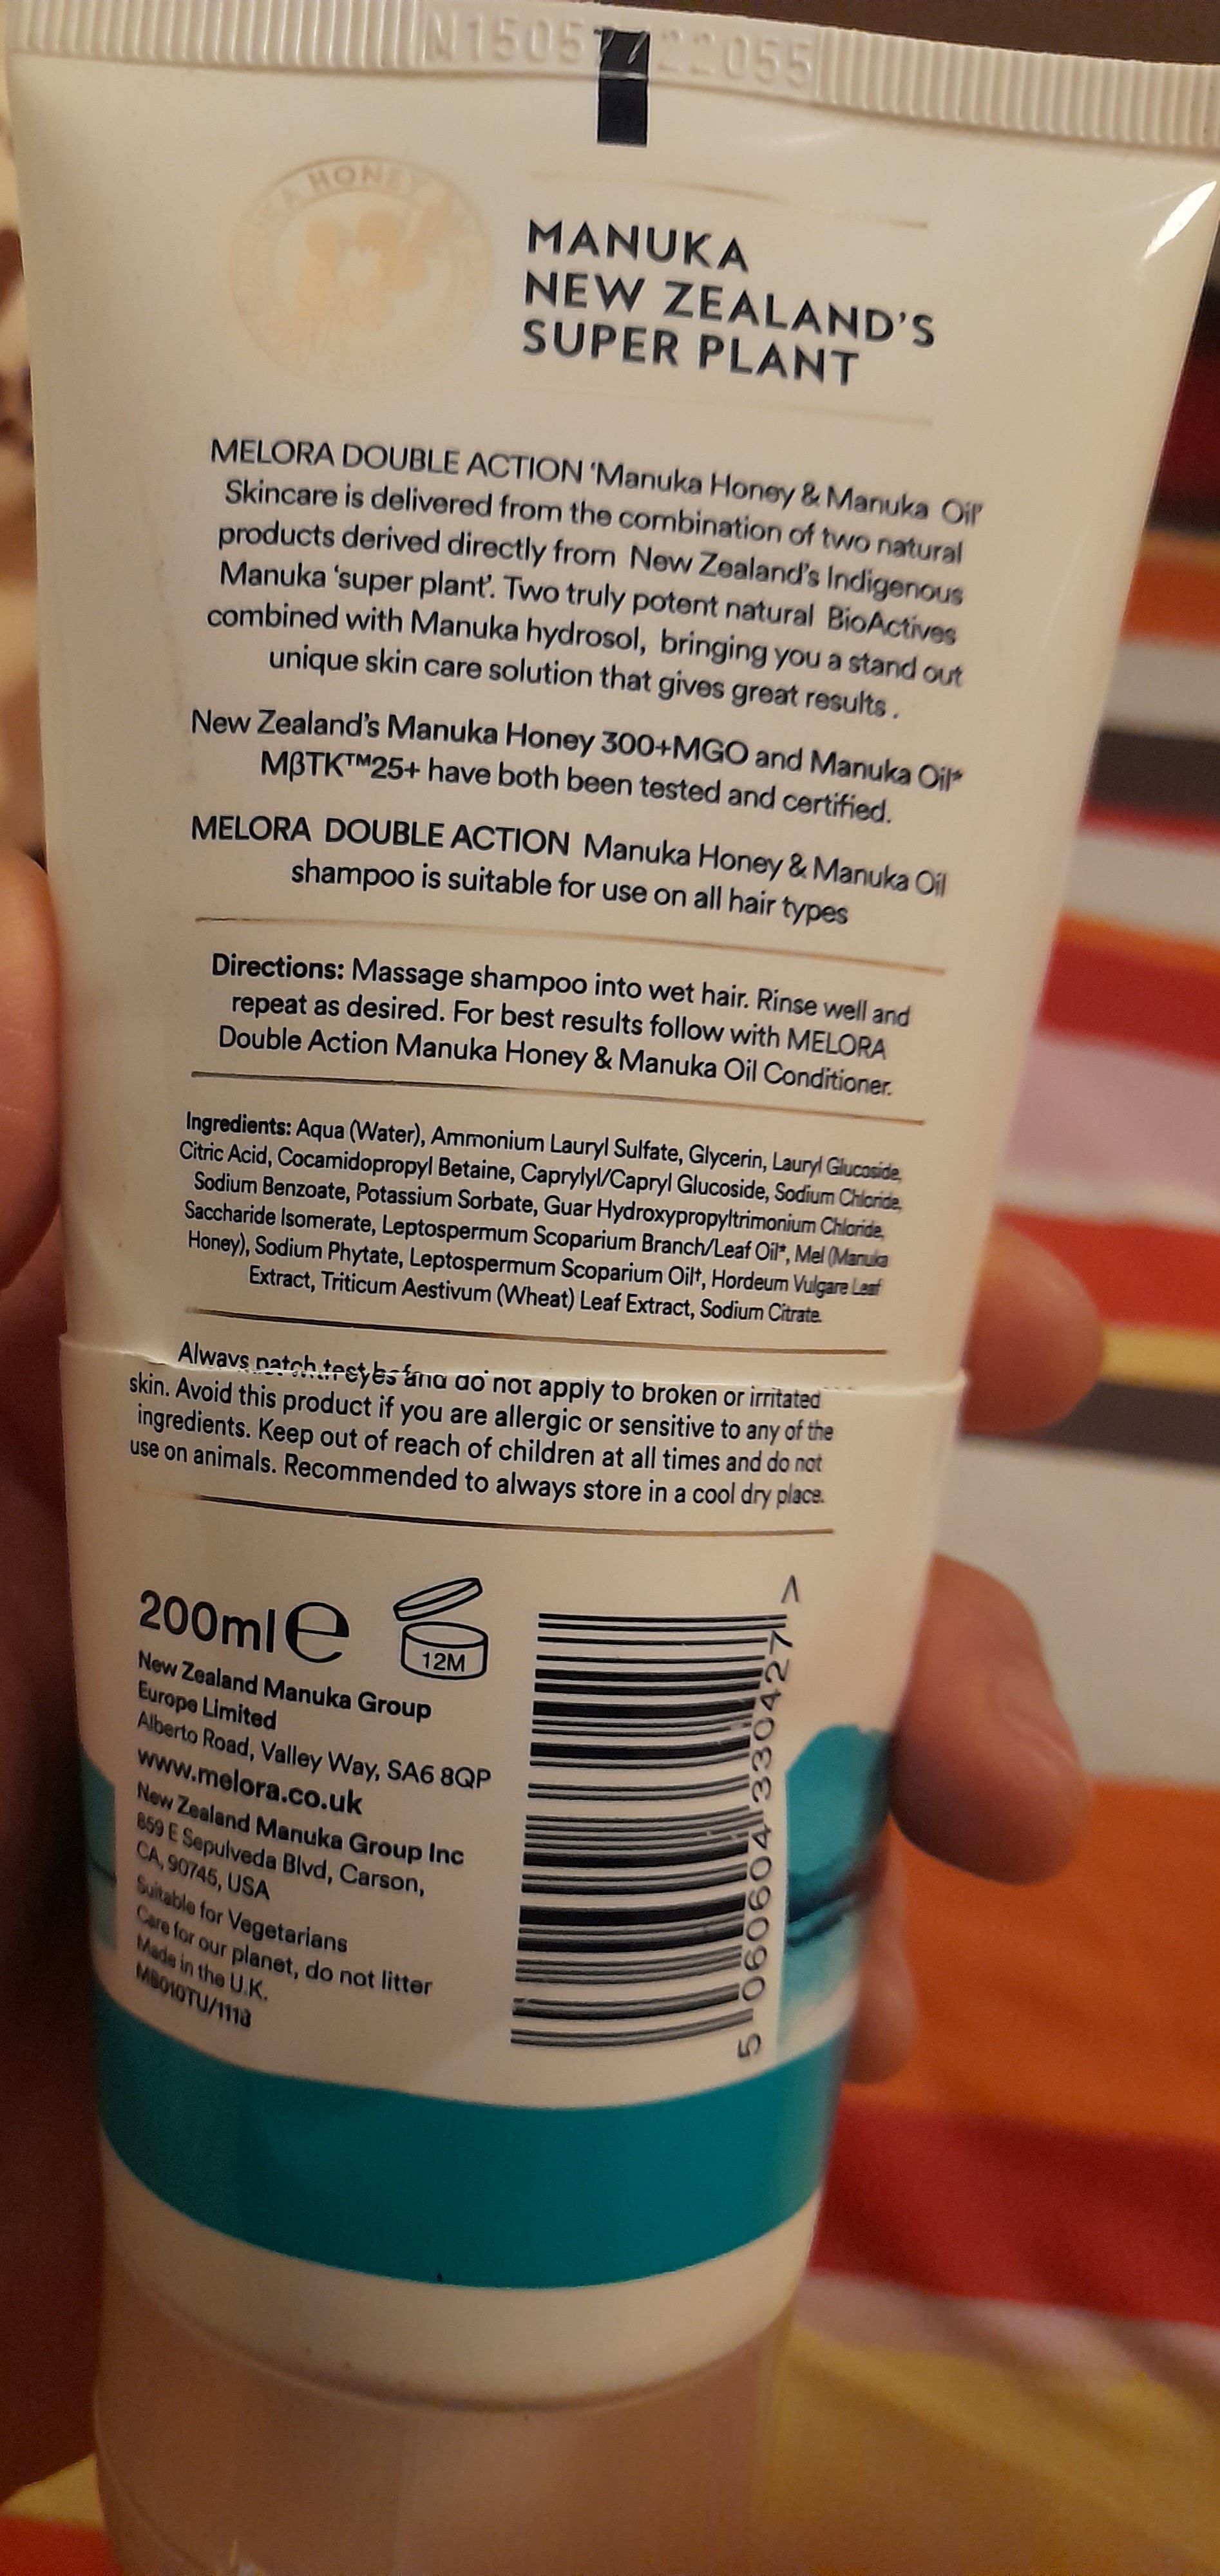 N15057 22055
HONEY
MANUKA
NEW ZEALAND'S
SUPER PLANT
MELORA DOUBLE ACTION 'Manuka Honey & Manuka Oil'
Skincare is delivered from the combination of two natural
products derived directly from New Zealand's Indigenous
Manuka 'super plant'. Two truly potent natural BioActives
combined with Manuka hydrosol, bringing you a stand out
unique skin care solution that gives great results.
New Zealand's Manuka Honey 300+MGO and Manuka Oil*
MβTK™25+ have both been tested and certified.
MELORA DOUBLE ACTION Manuka Honey & Manuka Oil
shampoo is suitable for use on all hair types
Directions: Massage shampoo into wet hair. Rinse well and
repeat as desired. For best results follow with MELORA
Double Action Manuka Honey & Manuka Oil Conditioner.
Ingredients: Aqua (Water), Ammonium Lauryl Sulfate, Glycerin, Lauryl Glucoside,
Citric Acid, Cocamidopropyl Betaine, Caprylyl/Capryl Glucoside, Sodium Chloride,
Sodium Benzoate, Potassium Sorbate, Guar Hydroxypropyltrimonium Chloride,
Saccharide Isomerate, Leptospermum Scoparium Branch/Leaf Oil*, Mel (Manuka
Honey), Sodium Phytate, Leptospermum Scoparium Oil†, Hordeum Vulgare Leaf
Extract, Triticum Aestivum (Wheat) Leaf Extract, Sodium Citrate.
Always patch test and do not apply to broken or irritated
skin. Avoid this product if you are allergic or sensitive to any of the
ingredients. Keep out of reach of children at all times and do not
use on animals. Recommended to always store in a cool dry place.
200ml e
12M
New Zealand Manuka Group
Europe Limited
Alberto Road, Valley Way, SA6 8QP
www.melora.co.uk
New Zealand Manuka Group Inc
859 E Sepulveda Blvd, Carson,
CA, 90745, USA
Suitable for Vegetarians
Care for our planet, do not litter
Made in the U.K.
MB010TU/1118
5 060604 330427 >